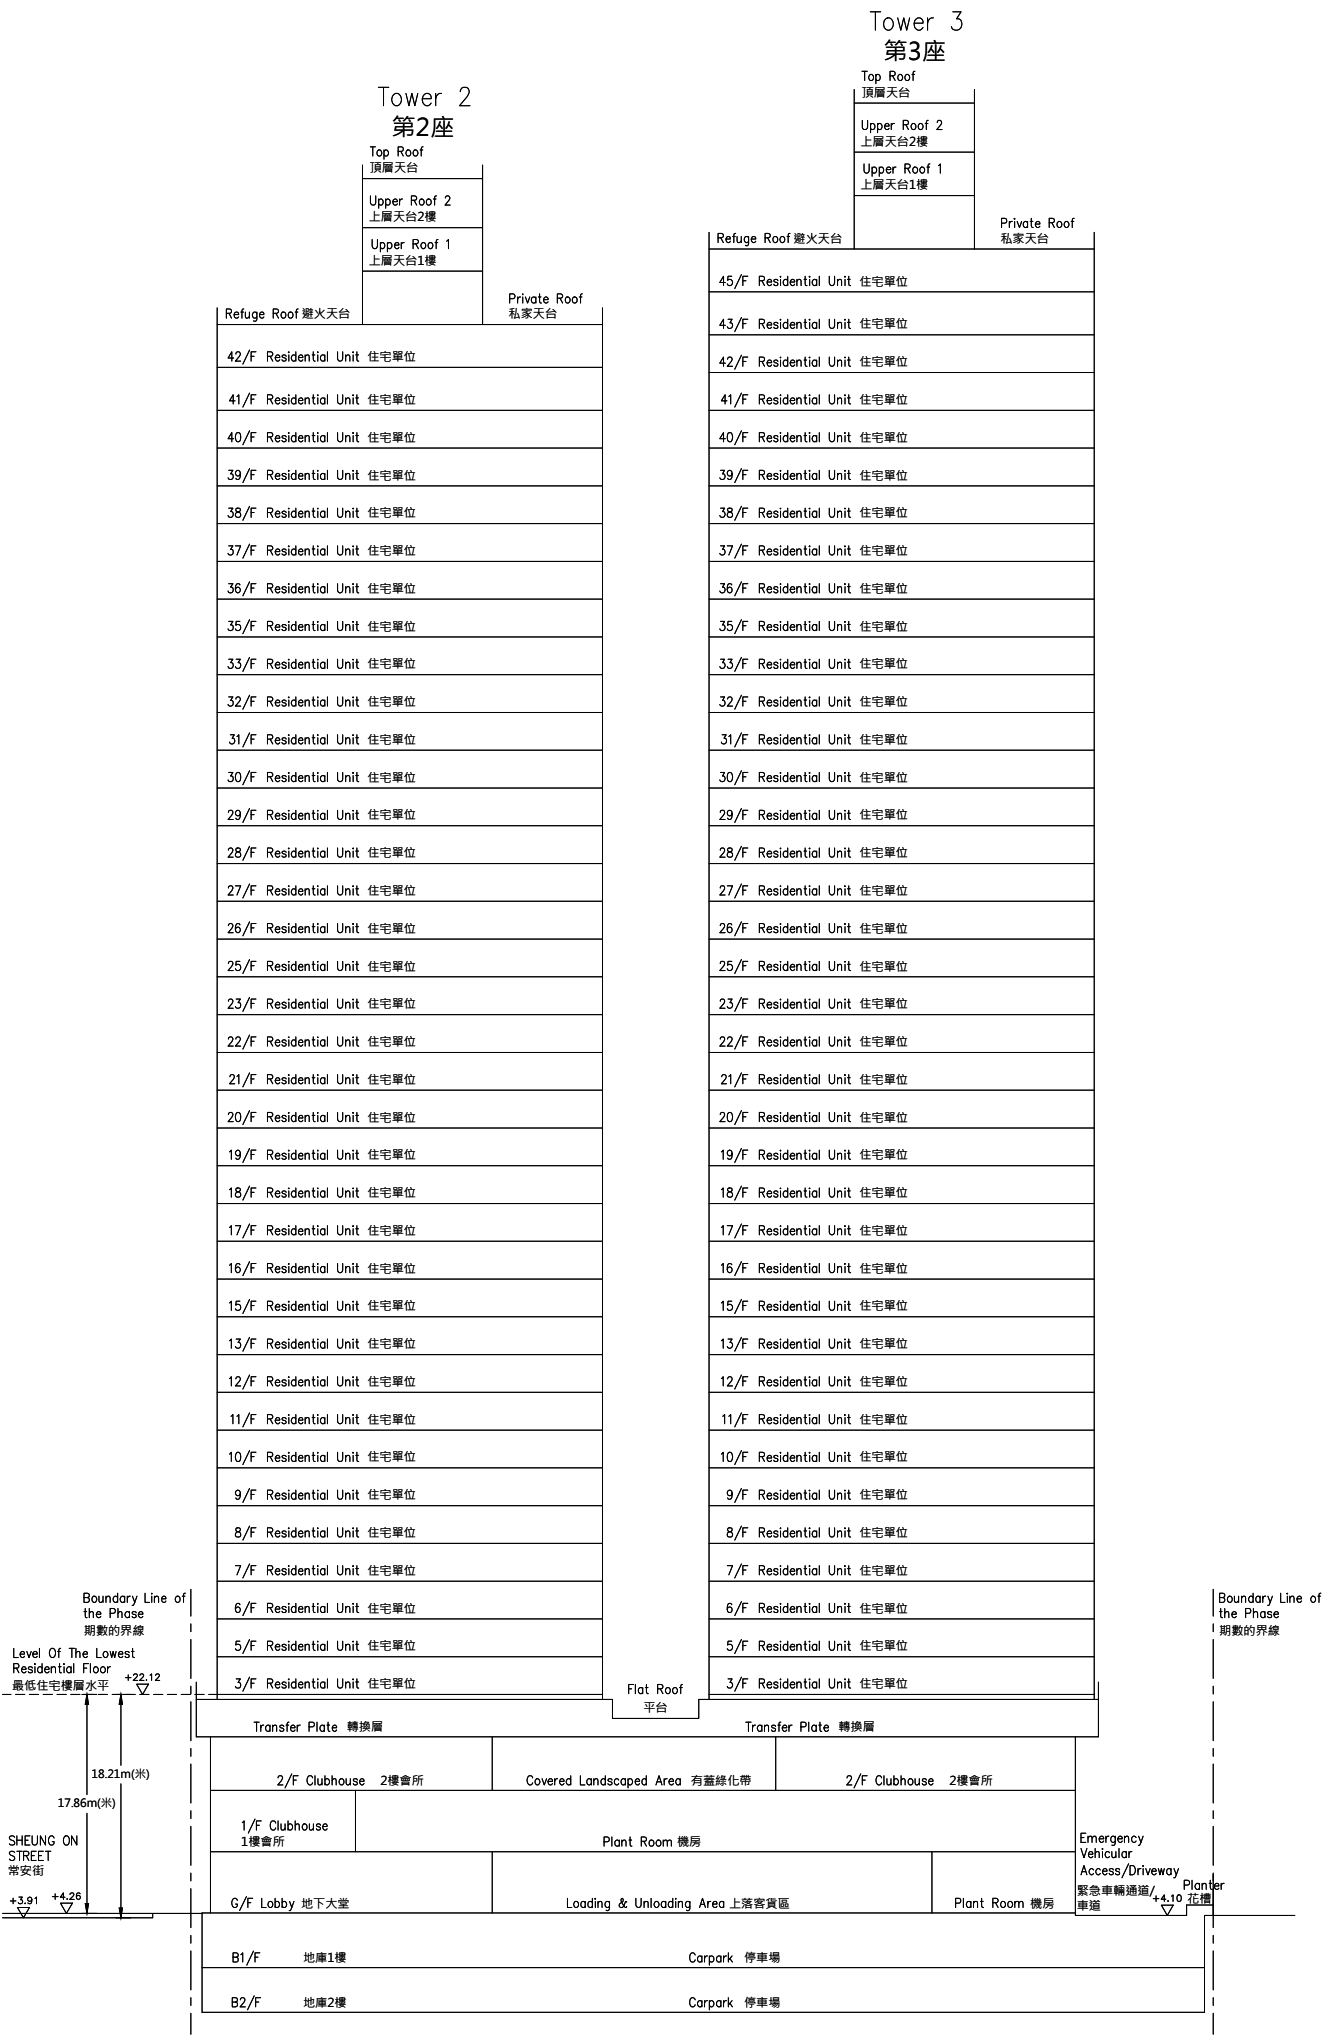 Tower 3
第3座
Top Roof
頂層天台
Upper Roof 2
上層天台2樓
Upper Roof 1
上層天台1樓
Refuge Roof 避火天台
Private Roof
私家天台
45/F Residential Unit 住宅單位
43/F Residential Unit 住宅單位
42/F Residential Unit 住宅單位
41/F Residential Unit 住宅單位
40/F Residential Unit 住宅單位
39/F Residential Unit 住宅單位
38/F Residential Unit 住宅單位
37/F Residential Unit 住宅單位
36/F Residential Unit 住宅單位
35/F Residential Unit 住宅單位
33/F Residential Unit 住宅單位
32/F Residential Unit 住宅單位
31/F Residential Unit 住宅單位
30/F Residential Unit 住宅單位
29/F Residential Unit 住宅單位
28/F Residential Unit 住宅單位
27/F Residential Unit 住宅單位
26/F Residential Unit 住宅單位
25/F Residential Unit 住宅單位
23/F Residential Unit 住宅單位
22/F Residential Unit 住宅單位
21/F Residential Unit 住宅單位
20/F Residential Unit 住宅單位
19/F Residential Unit 住宅單位
18/F Residential Unit 住宅單位
17/F Residential Unit 住宅單位
16/F Residential Unit 住宅單位
15/F Residential Unit 住宅單位
13/F Residential Unit 住宅單位
12/F Residential Unit 住宅單位
11/F Residential Unit 住宅單位
10/F Residential Unit 住宅單位
9/F Residential Unit 住宅單位
8/F Residential Unit 住宅單位
7/F Residential Unit 住宅單位
6/F Residential Unit 住宅單位
5/F Residential Unit 住宅單位
3/F Residential Unit 住宅單位
Tower 2
第2座
Top Roof
頂層天台
Upper Roof 2
上層天台2樓
Upper Roof 1
上層天台1樓
Refuge Roof 避火天台
Private Roof
私家天台
42/F Residential Unit 住宅單位
41/F Residential Unit 住宅單位
40/F Residential Unit 住宅單位
39/F Residential Unit 住宅單位
38/F Residential Unit 住宅單位
37/F Residential Unit 住宅單位
36/F Residential Unit 住宅單位
35/F Residential Unit 住宅單位
33/F Residential Unit 住宅單位
32/F Residential Unit 住宅單位
31/F Residential Unit 住宅單位
30/F Residential Unit 住宅單位
29/F Residential Unit 住宅單位
28/F Residential Unit 住宅單位
27/F Residential Unit 住宅單位
26/F Residential Unit 住宅單位
25/F Residential Unit 住宅單位
23/F Residential Unit 住宅單位
22/F Residential Unit 住宅單位
21/F Residential Unit 住宅單位
20/F Residential Unit 住宅單位
19/F Residential Unit 住宅單位
18/F Residential Unit 住宅單位
17/F Residential Unit 住宅單位
16/F Residential Unit 住宅單位
15/F Residential Unit 住宅單位
13/F Residential Unit 住宅單位
12/F Residential Unit 住宅單位
11/F Residential Unit 住宅單位
10/F Residential Unit 住宅單位
9/F Residential Unit 住宅單位
8/F Residential Unit 住宅單位
7/F Residential Unit 住宅單位
6/F Residential Unit 住宅單位
5/F Residential Unit 住宅單位
3/F Residential Unit 住宅單位
Boundary Line of
the Phase
期數的界線
Boundary Line of
the Phase
期數的界線
Level Of The Lowest
Residential Floor
最低住宅樓層水平
+22.12
Flat Roof
平台
Transfer Plate 轉換層
Transfer Plate 轉換層
18.21m(米)
17.86m(米)
2/F Clubhouse 2樓會所
Covered Landscaped Area 有蓋綠化帶
2/F Clubhouse 2樓會所
1/F Clubhouse
1樓會所
Plant Room 機房
SHEUNG ON
STREET
常安街
+3.91
+4.26
G/F Lobby 地下大堂
Loading & Unloading Area 上落客貨區
Plant Room 機房
Emergency
Vehicular
Access/Driveway
緊急車輛通道/
車道
+4.10
Planter
花槽
B1/F 地庫1樓 Carpark 停車場
B2/F 地庫2樓 Carpark 停車場